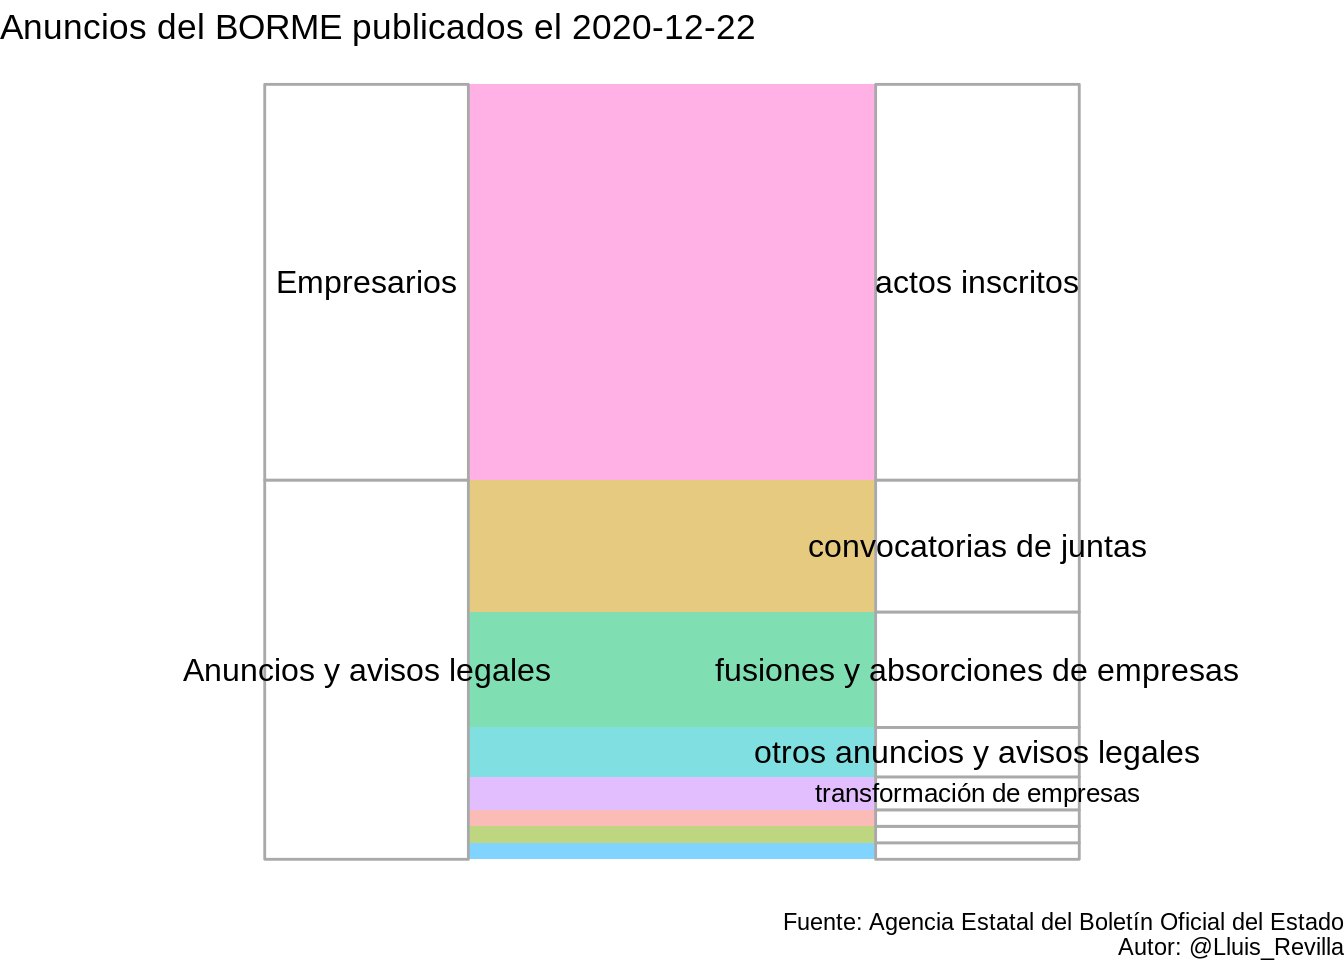 Anuncios del BORME publicados el 2020-12-22
Empresarios
actos inscritos
convocatorias de juntas
Anuncios y avisos legales
fusiones y absorciones de empresas
otros anuncios y avisos legales
transformación de empresas
Fuente: Agencia Estatal del Boletín Oficial del Estado
Autor: @Lluis_Revilla